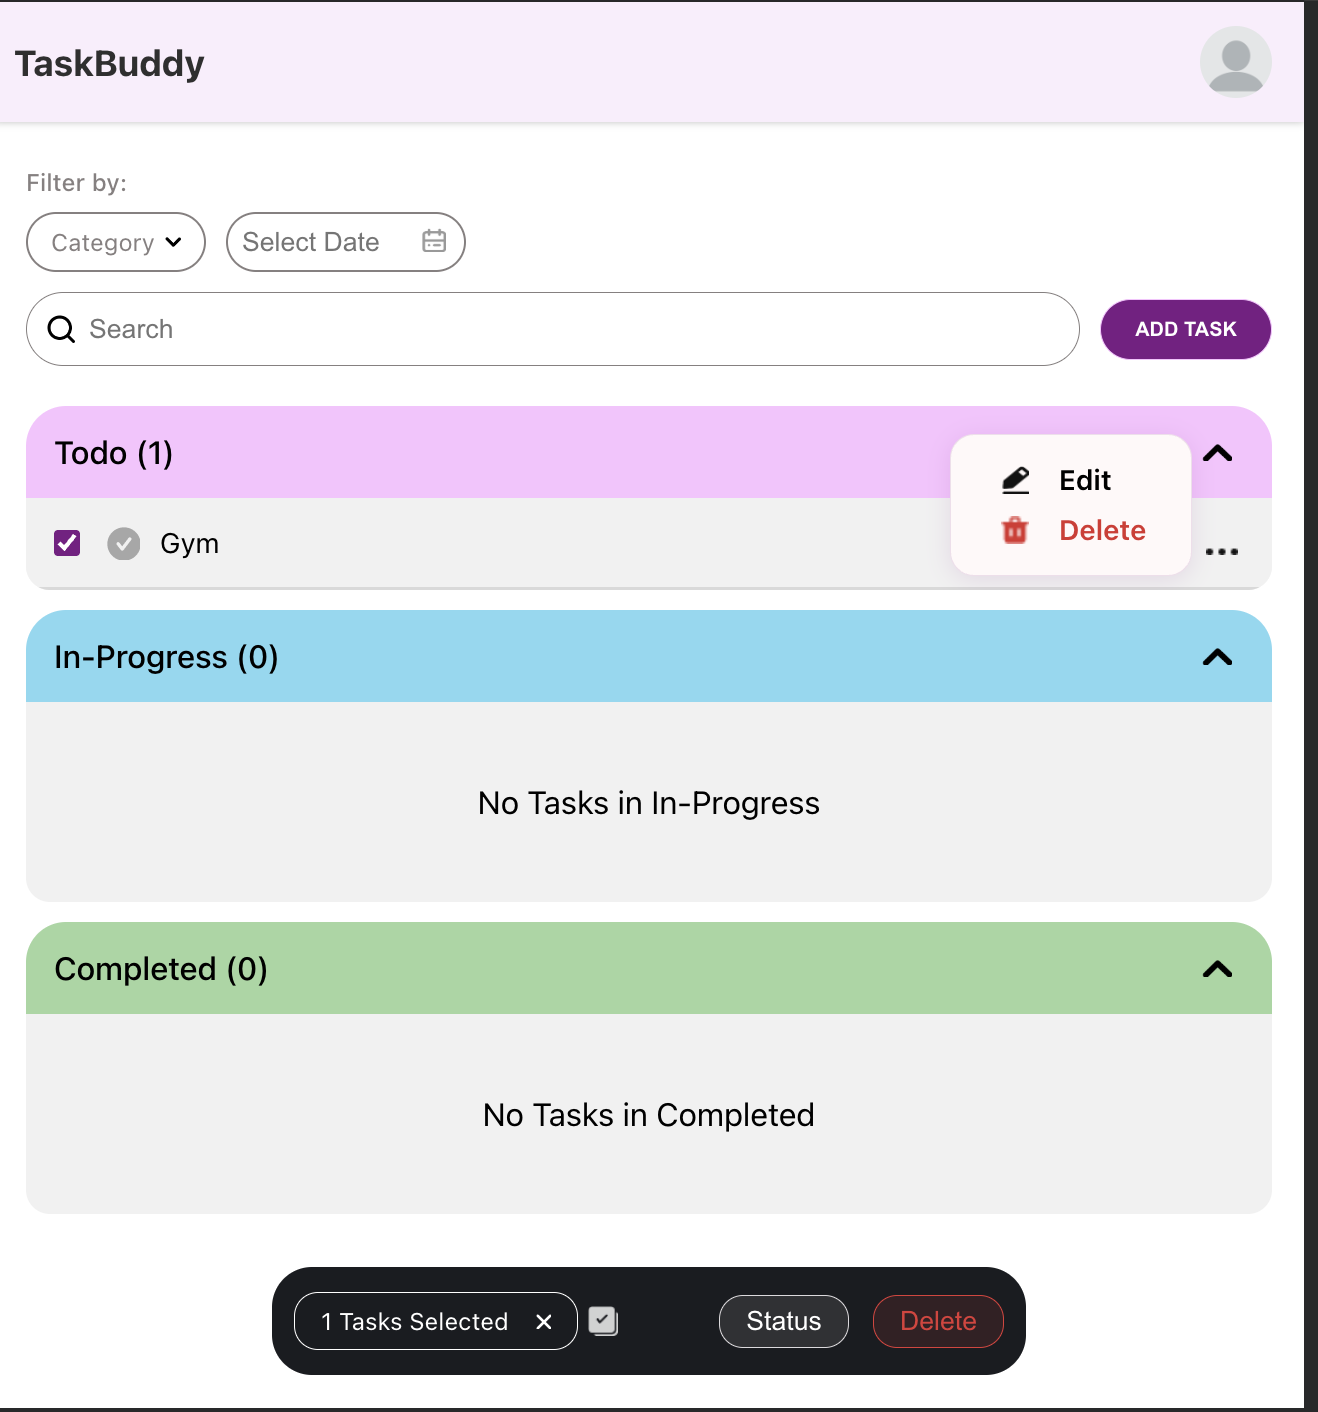 TaskBuddy
Filter by:
Category
Select Date
Search
ADD TASK
Todo (1)
Edit
Delete
Gym
In-Progress (0)
No Tasks in In-Progress
Completed (0)
No Tasks in Completed
1 Tasks Selected
Status
Delete